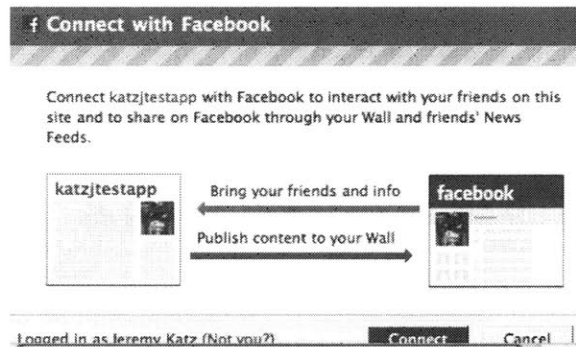 f Connect with Facebook
Connect katzjtestapp with Facebook to interact with your friends on this
site and to share on Facebook through your Wall and friends' News
Feeds.
katzjtestapp
Bring your friends and info
facebook
Publish content to your Wall
Logged in as Jeremy Katz (Not you?)
Connect
Cancel